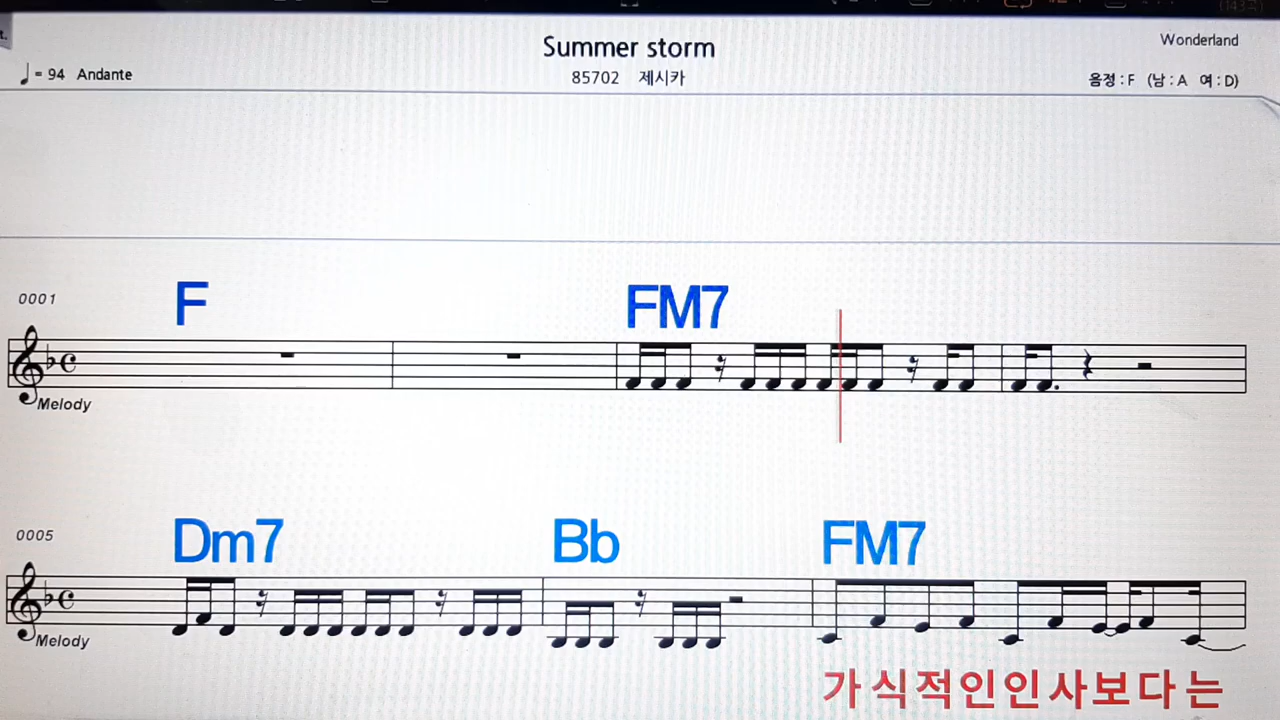 Summer storm
Wonderland
♩= 94 Andante
85702 제시카
음정 : F (남 : A 여 : D)
0001
F FM7
Melody
0005
Dm7 Bb FM7
Melody
가식적인인사보다는